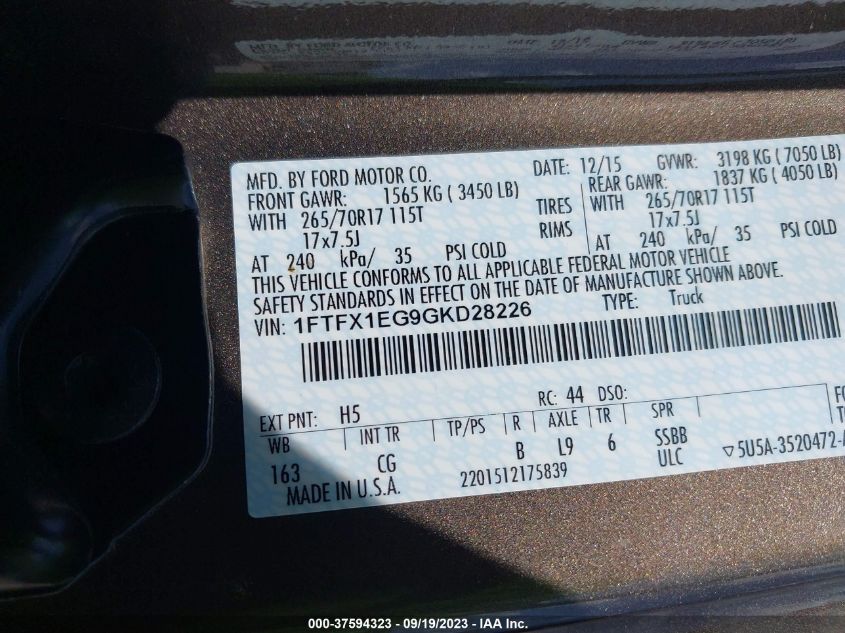 MFD. BY FORD MOTOR CO. DATE: 12/15 GVWR: 3198 KG ( 7050 LB)
FRONT GAWR: 1565 KG ( 3450 LB) REAR GAWR: 1837 KG ( 4050 LB)
WITH 265/70R17 115T TIRES WITH 265/70R17 115T
17x7.5J RIMS 17x7.5J
AT 240 kPa/ 35 PSI COLD AT 240 kPa/ 35 PSI COLD
THIS VEHICLE CONFORMS TO ALL APPLICABLE FEDERAL MOTOR VEHICLE
SAFETY STANDARDS IN EFFECT ON THE DATE OF MANUFACTURE SHOWN ABOVE.
VIN: 1FTFX1EG9GKD28226 TYPE: Truck
EXT PNT: H5 RC: 44 DSO:
WB INT TR TP/PS R AXLE TR SPR
163 CG B L9 6 SSBB
ULC ▽5U5A-3520472-
MADE IN U.S.A. 2201512175839
000-37594323 - 09/19/2023 - IAA Inc.